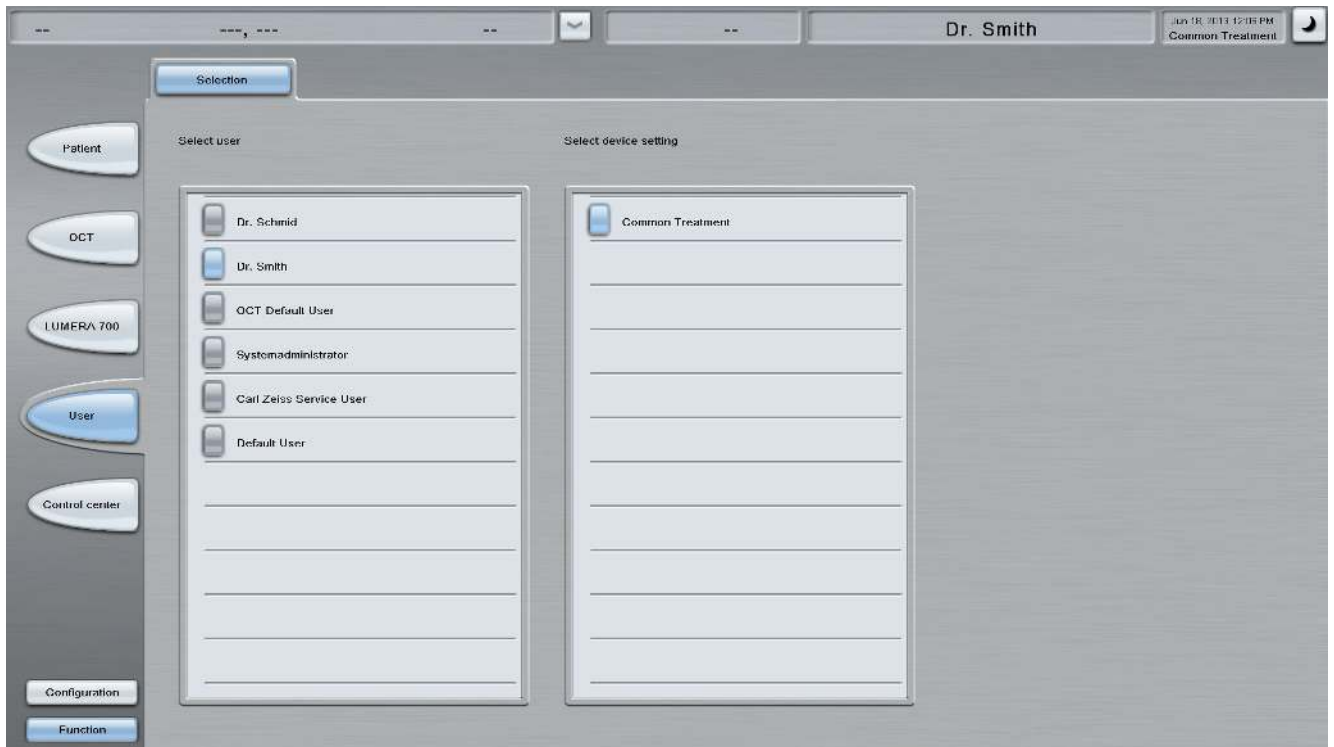 --
---, ---
--
--
Dr. Smith
Jun 18, 2013 12:06 PM
Common Treatment
Selection
Patient
OCT
LUMERA 700
User
Control center
Configuration
Function
Select user
Dr. Schmid
Dr. Smith
OCT Default User
Systemadministrator
Carl Zeiss Service User
Default User
Select device setting
Common Treatment